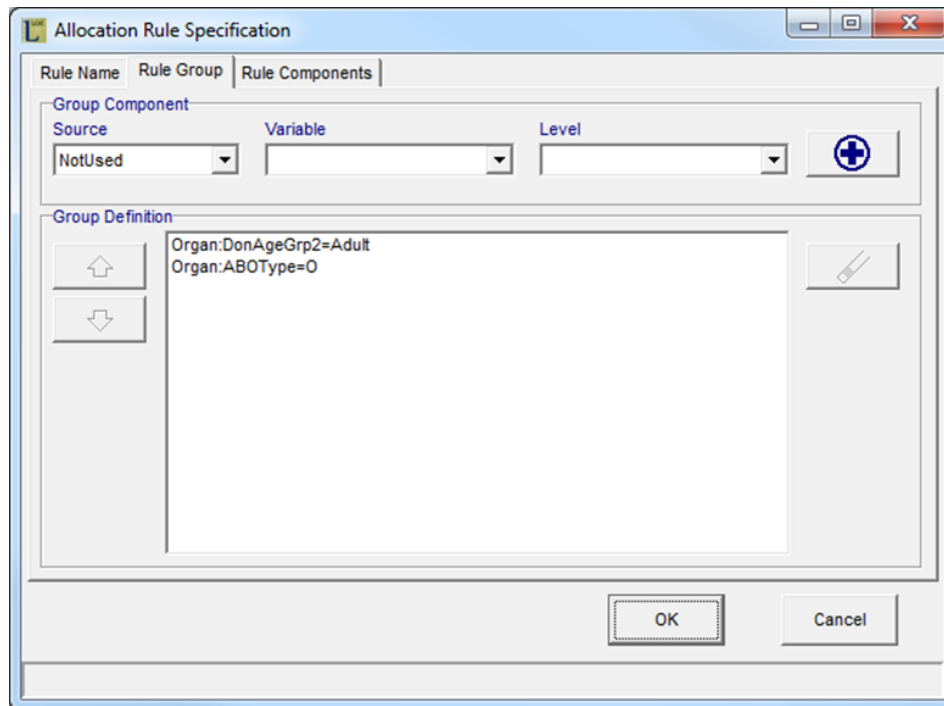 Allocation Rule Specification
Rule Name Rule Group Rule Components
Group Component
Source Variable Level
NotUsed
Group Definition
Organ:DonAgeGrp2=Adult
Organ:ABOType=O
OK Cancel